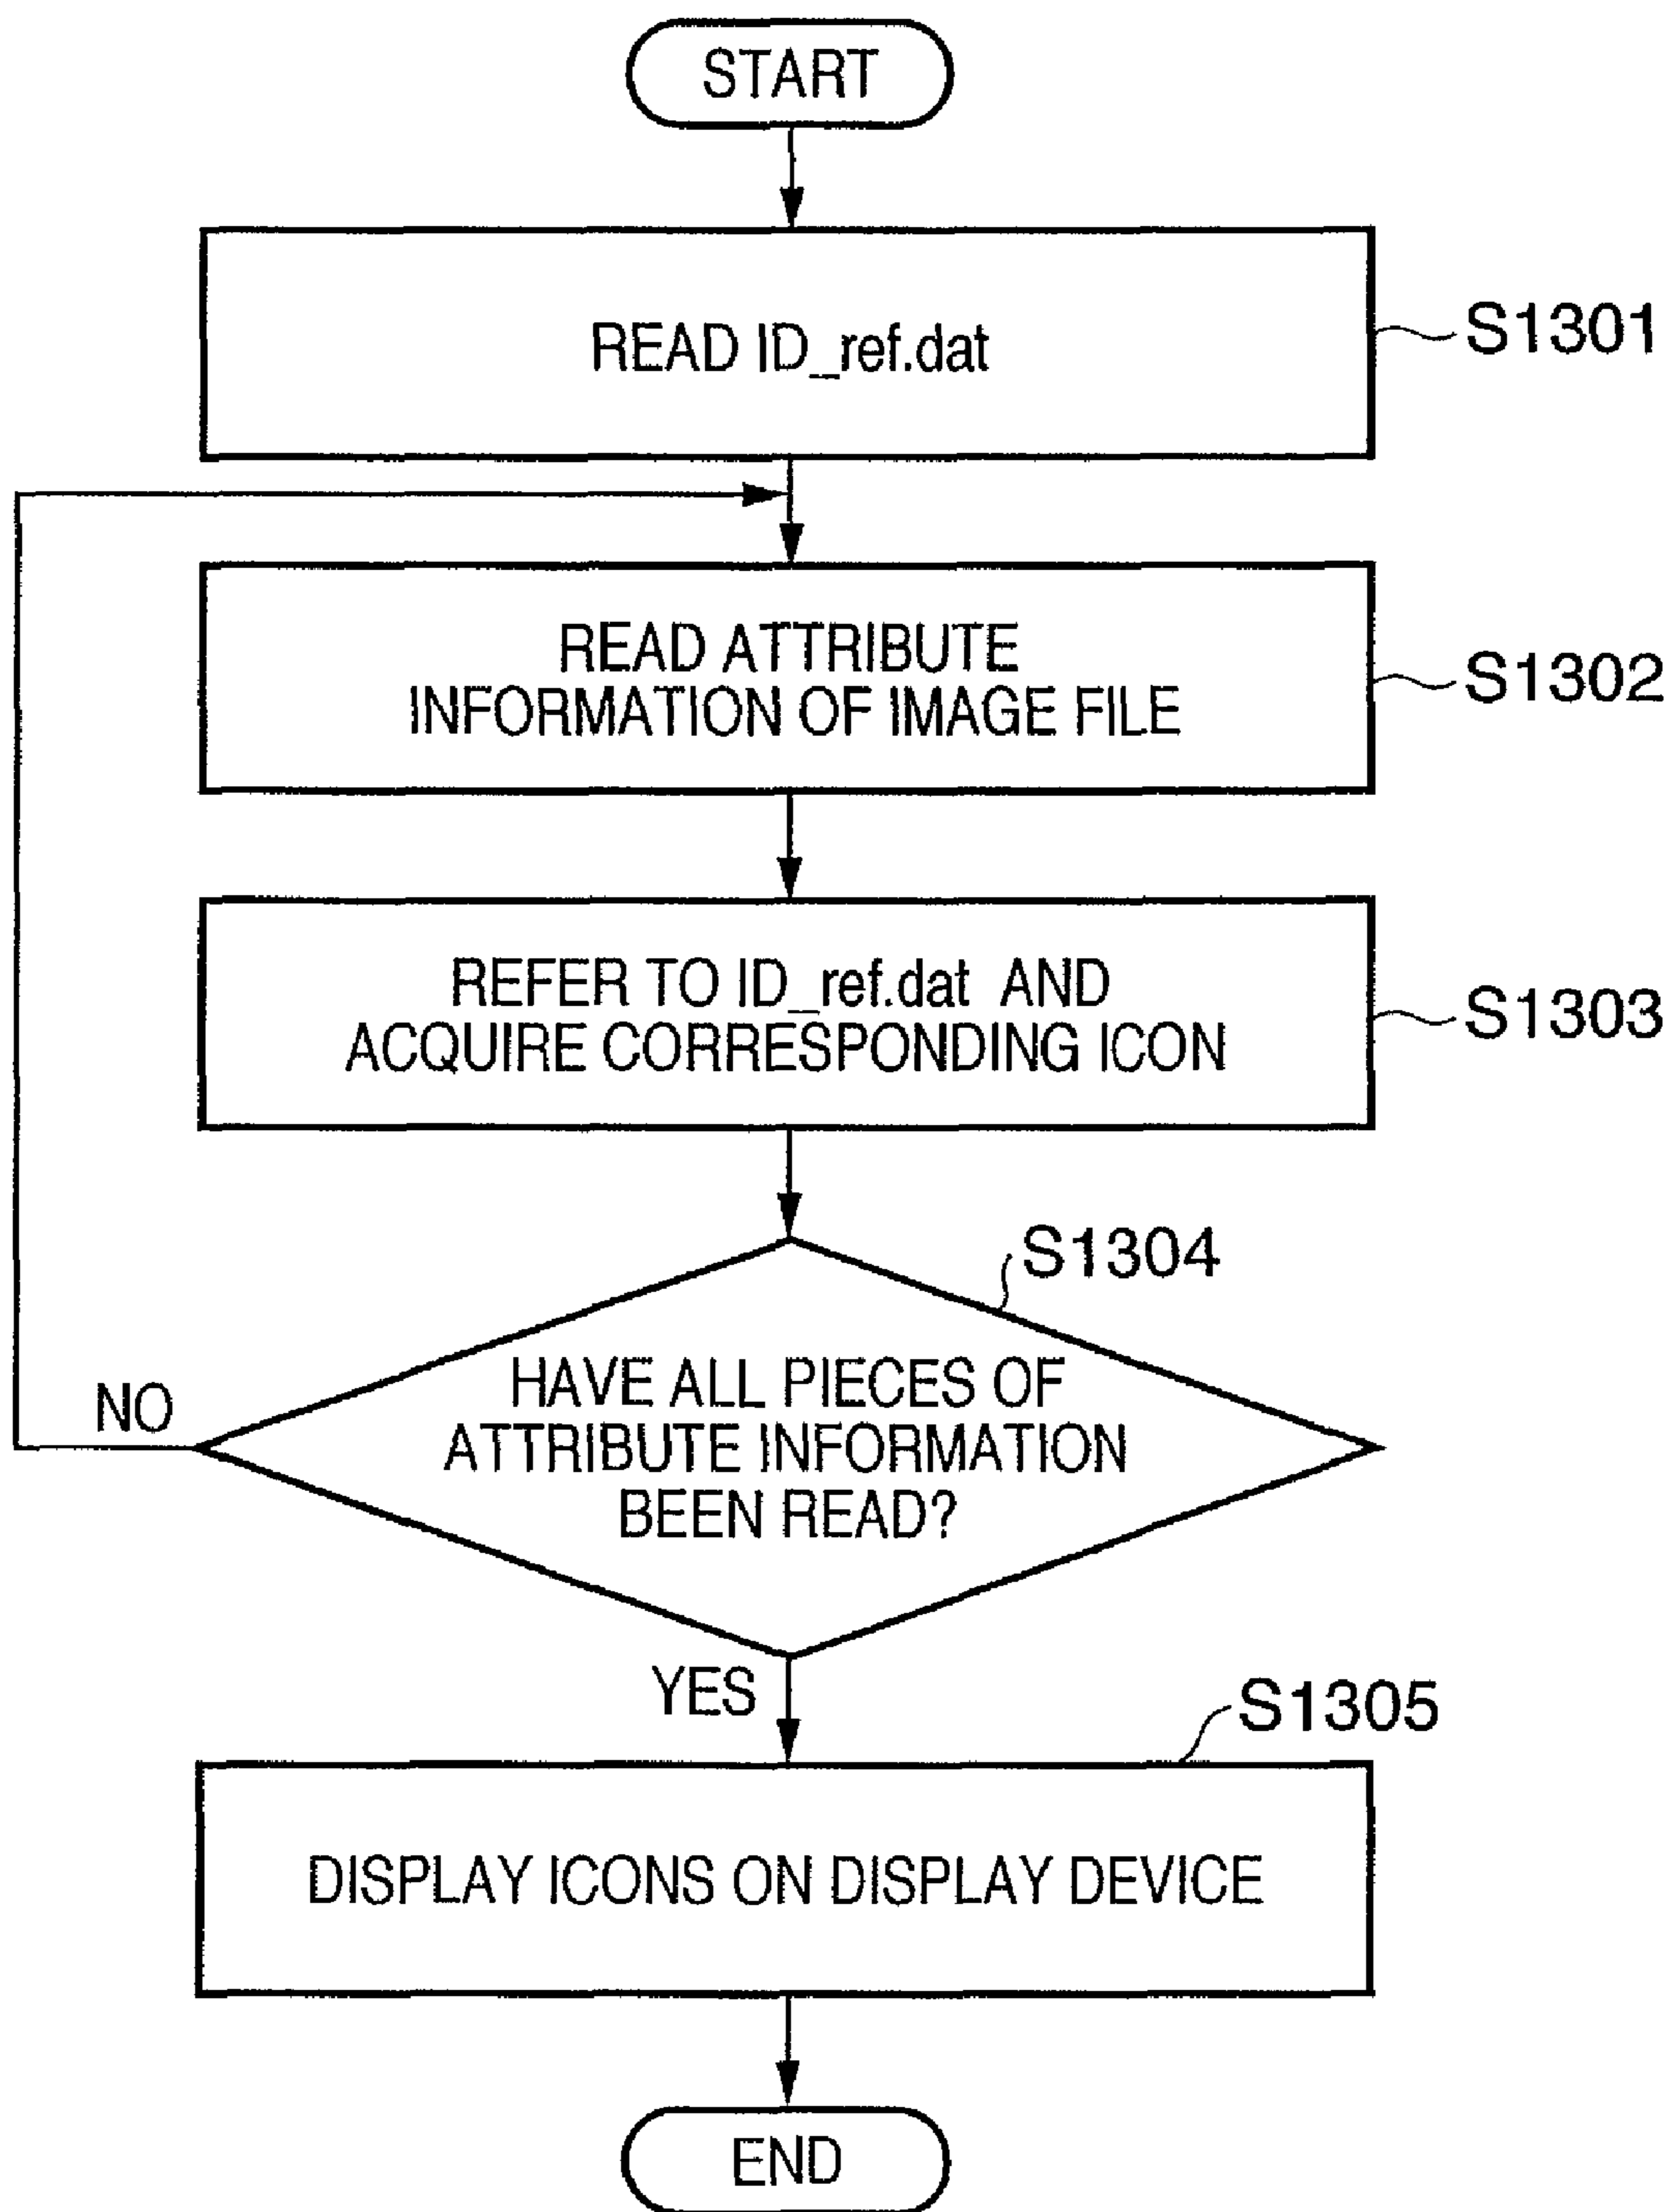 START
READ ID_ref.dat
S1301
READ ATTRIBUTE
INFORMATION OF IMAGE FILE
S1302
REFER TO ID_ref.dat AND
ACQUIRE CORRESPONDING ICON
S1303
S1304
HAVE ALL PIECES OF
ATTRIBUTE INFORMATION
BEEN READ?
NO
YES
S1305
DISPLAY ICONS ON DISPLAY DEVICE
END